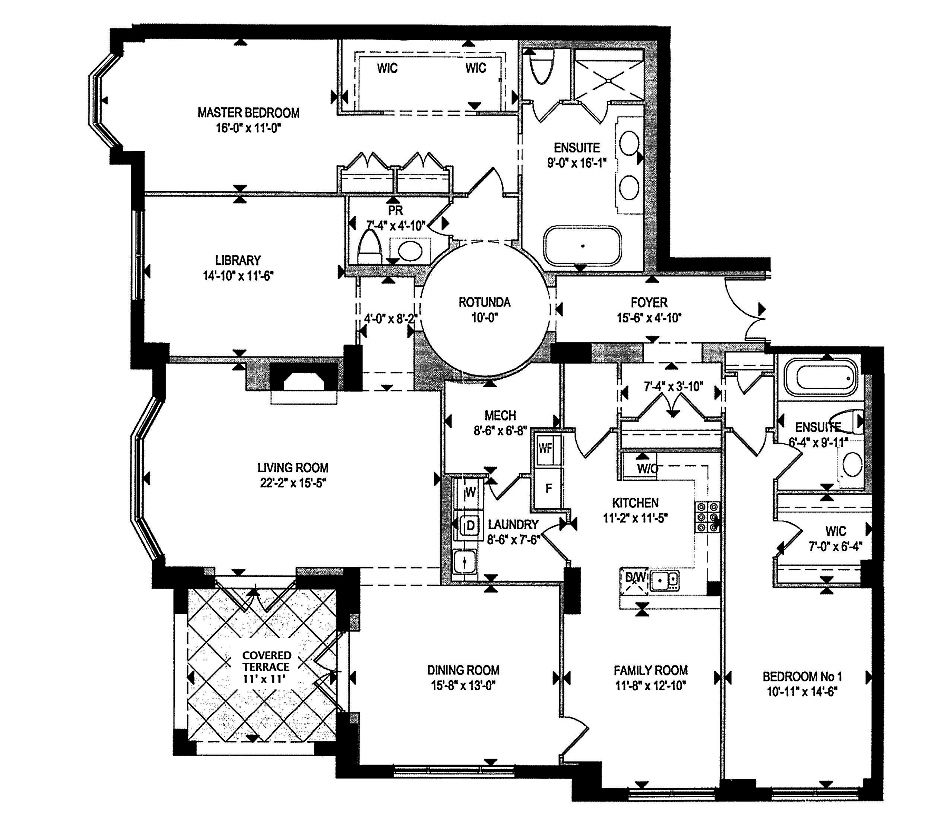 WIC
WIC
MASTER BEDROOM
16'-0" x 11'-0"
ENSUITE
9'-0" x 16'-1"
PR
7'-4" x 4'-10"
LIBRARY
14'-10" x 11'-6"
4'-0" x 8'-2"
ROTUNDA
10'-0"
FOYER
15'-6" x 4'-10"
7'-4" x 3'-10"
MECH
8'-6" x 6'-8"
ENSUITE
6'-4" x 9'-11"
WF
F
W/O
LIVING ROOM
22'-2" x 15'-5"
W
D
LAUNDRY
8'-6" x 7'-6"
KITCHEN
11'-2" x 11'-5"
WIC
7'-0" x 6'-4"
D/W
COVERED
TERRACE
11' x 11'
DINING ROOM
15'-8" x 13'-0"
FAMILY ROOM
11'-8" x 12'-10"
BEDROOM No 1
10'-11" x 14'-6"